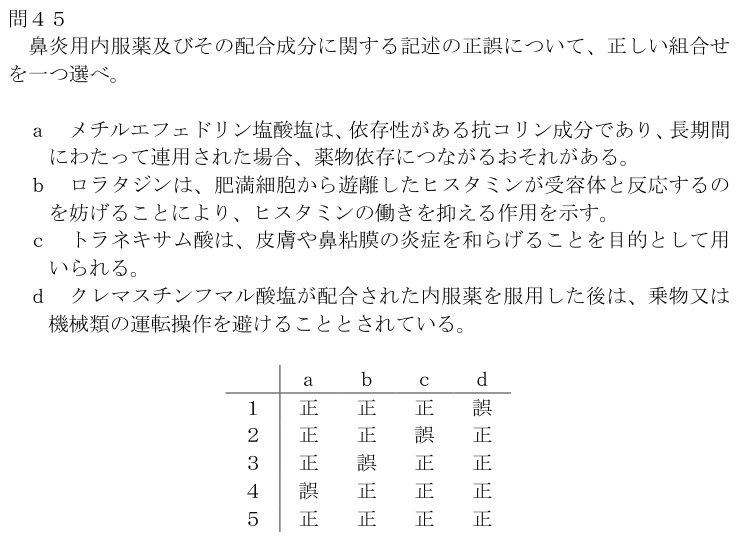 問４５
鼻炎用内服薬及びその配合成分に関する記述の正誤について、正しい組合せ
を一つ選べ。
a　メチルエフェドリン塩酸塩は、依存性がある抗コリン成分であり、長期間
にわたって連用された場合、薬物依存につながるおそれがある。
b　ロラタジンは、肥満細胞から遊離したヒスタミンが受容体と反応するの
を妨げることにより、ヒスタミンの働きを抑える作用を示す。
c　トラネキサム酸は、皮膚や鼻粘膜の炎症を和らげることを目的として用
いられる。
d　クレマスチンフマル酸塩が配合された内服薬を服用した後は、乗物又は
機械類の運転操作を避けることとされている。
a b c d
1 正 正 正 誤
2 正 正 誤 正
3 正 誤 正 正
4 誤 正 正 正
5 正 正 正 正